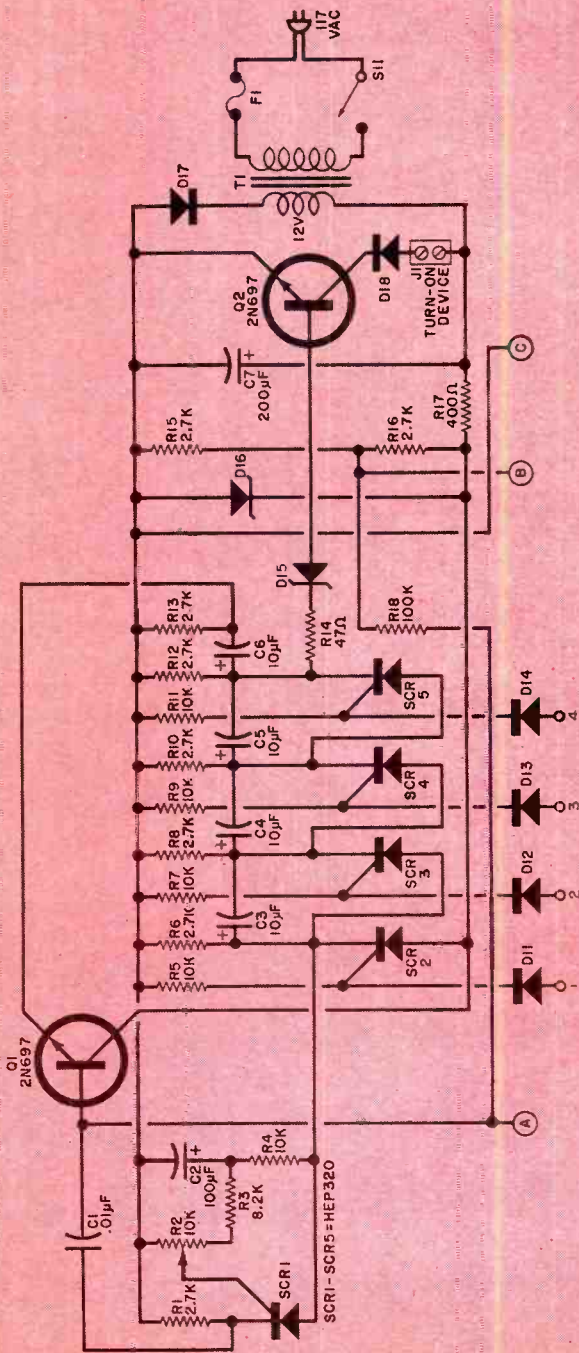 Q1
2N697
C1
.01µF
R1
2.7K
R2
10K
C2
100µF
R3
8.2K
R4
10K
SCR1
SCR1-SCR5=HEP320
R5
10K
R6
2.7K
R7
10K
R8
2.7K
R9
10K
R10
2.7K
R11
10K
R12
2.7K
R13
2.7K
C3
10µF
C4
10µF
C5
10µF
C6
10µF
SCR
2
SCR
3
SCR
4
SCR
5
R14
47Ω
D15
D16
R15
2.7K
C7
200µF
Q2
2N697
D17
12V
T1
F1
S11
117
VAC
D18
J1
TURN-ON
DEVICE
R16
2.7K
R17
400Ω
R18
100K
D11
D12
D13
D14
1
2
3
4
A
B
C
+
+
+
+
+
+